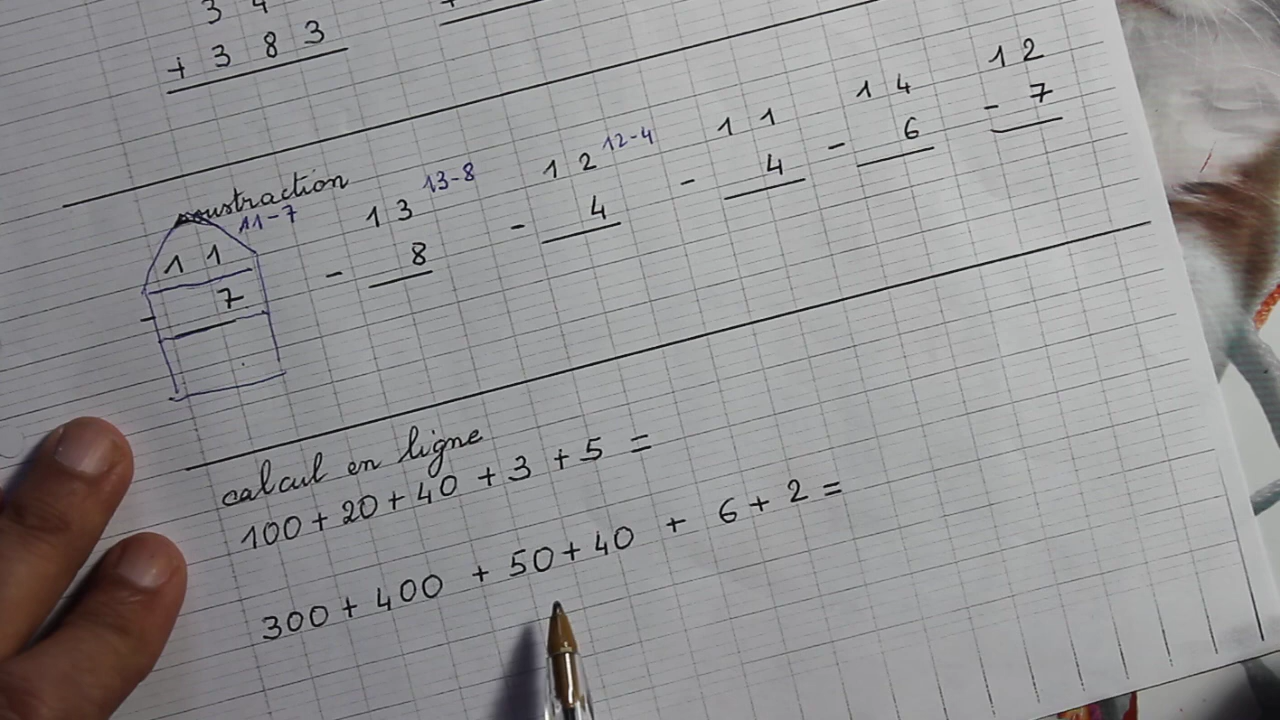 3 4
+ 3 8 3
+
soustraction
11-7 13-8 12-4
1 1 1 3 1 2 1 1 1 4 1 2
- 7 - 8 - 4 - 4 - 6 - 7
calcul en ligne
100 + 20 + 40 + 3 + 5 =
300 + 400 + 50 + 40 + 6 + 2 =